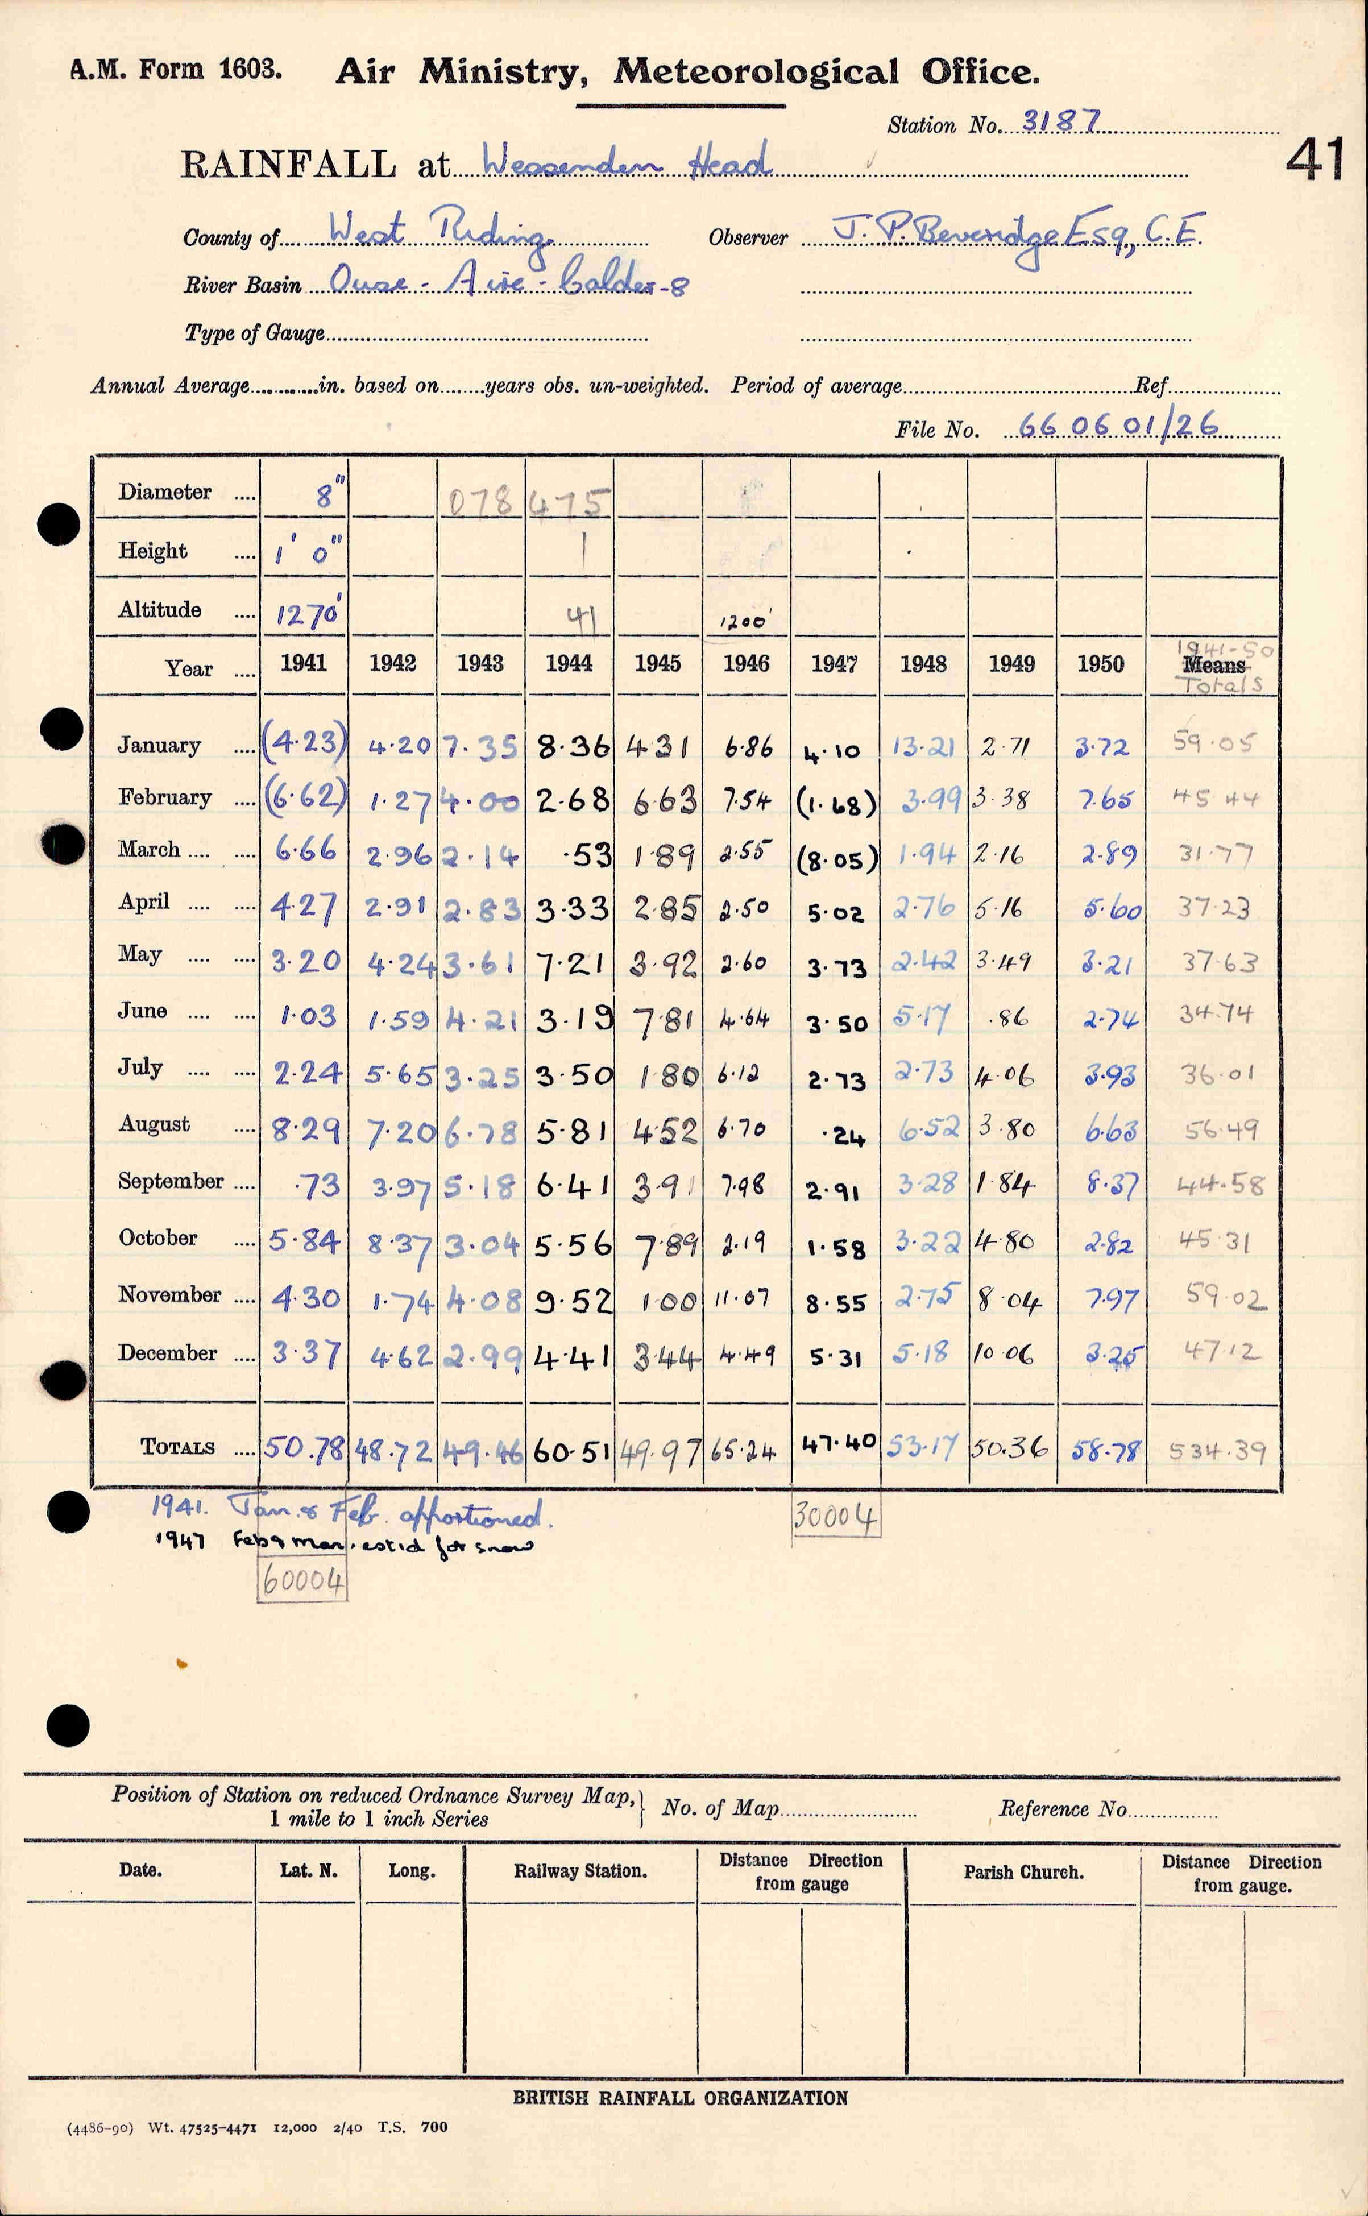 A.M. Form 1603. Air Ministry, Meteorological Office.
Station No. 3187
41
RAINFALL at Wessenden Head
County of West Riding Observer J. P. Beveridge Esq., C.E.
River Basin Ouse - Aire - Calder - 8
Type of Gauge
Annual Average in. based on years obs. un-weighted. Period of average Ref.
File No. 66 06 01/26
Diameter 8" 078 475
Height 1' 0" 1
Altitude 1270' 41 1200'
Year 1941 1942 1943 1944 1945 1946 1947 1948 1949 1950 1941-50 Means Totals
January (4.23) 4.20 7.35 8.36 4.31 6.86 4.10 13.21 2.71 3.72 59.05
February (6.62) 1.27 4.00 2.68 6.63 7.54 (1.68) 3.99 3.38 7.65 45.44
March 6.66 2.96 2.14 .53 1.89 2.55 (8.05) 1.94 2.16 2.89 31.77
April 4.27 2.91 2.83 3.33 2.85 2.50 5.02 2.76 5.16 5.60 37.23
May 3.20 4.24 3.61 7.21 3.92 2.60 3.73 2.42 3.49 3.21 37.63
June 1.03 1.59 4.21 3.19 7.81 4.64 3.50 5.17 .86 2.74 34.74
July 2.24 5.65 3.25 3.50 1.80 6.12 2.73 2.73 4.06 3.93 36.01
August 8.29 7.20 6.78 5.81 4.52 6.70 .24 6.52 3.80 6.63 56.49
September .73 3.97 5.18 6.41 3.91 7.98 2.91 3.28 1.84 8.37 44.58
October 5.84 8.37 3.04 5.56 7.89 2.19 1.58 3.22 4.80 2.82 45.31
November 4.30 1.74 4.08 9.52 1.00 11.07 8.55 2.75 8.04 7.97 59.02
December 3.37 4.62 2.99 4.41 3.44 4.49 5.31 5.18 10.06 3.25 47.12
TOTALS 50.78 48.72 49.46 60.51 49.97 65.24 47.40 53.17 50.36 58.78 534.39
1941. Jan. & Feb. apportioned. 30004
1947 Feb & Mar. est'd for snow
60004
Position of Station on reduced Ordnance Survey Map, } No. of Map Reference No.
1 mile to 1 inch Series
Date. Lat. N. Long. Railway Station. Distance Direction from gauge Parish Church. Distance Direction from gauge.
BRITISH RAINFALL ORGANIZATION
(4486-90) Wt. 47525-4471 12,000 2/40 T.S. 700